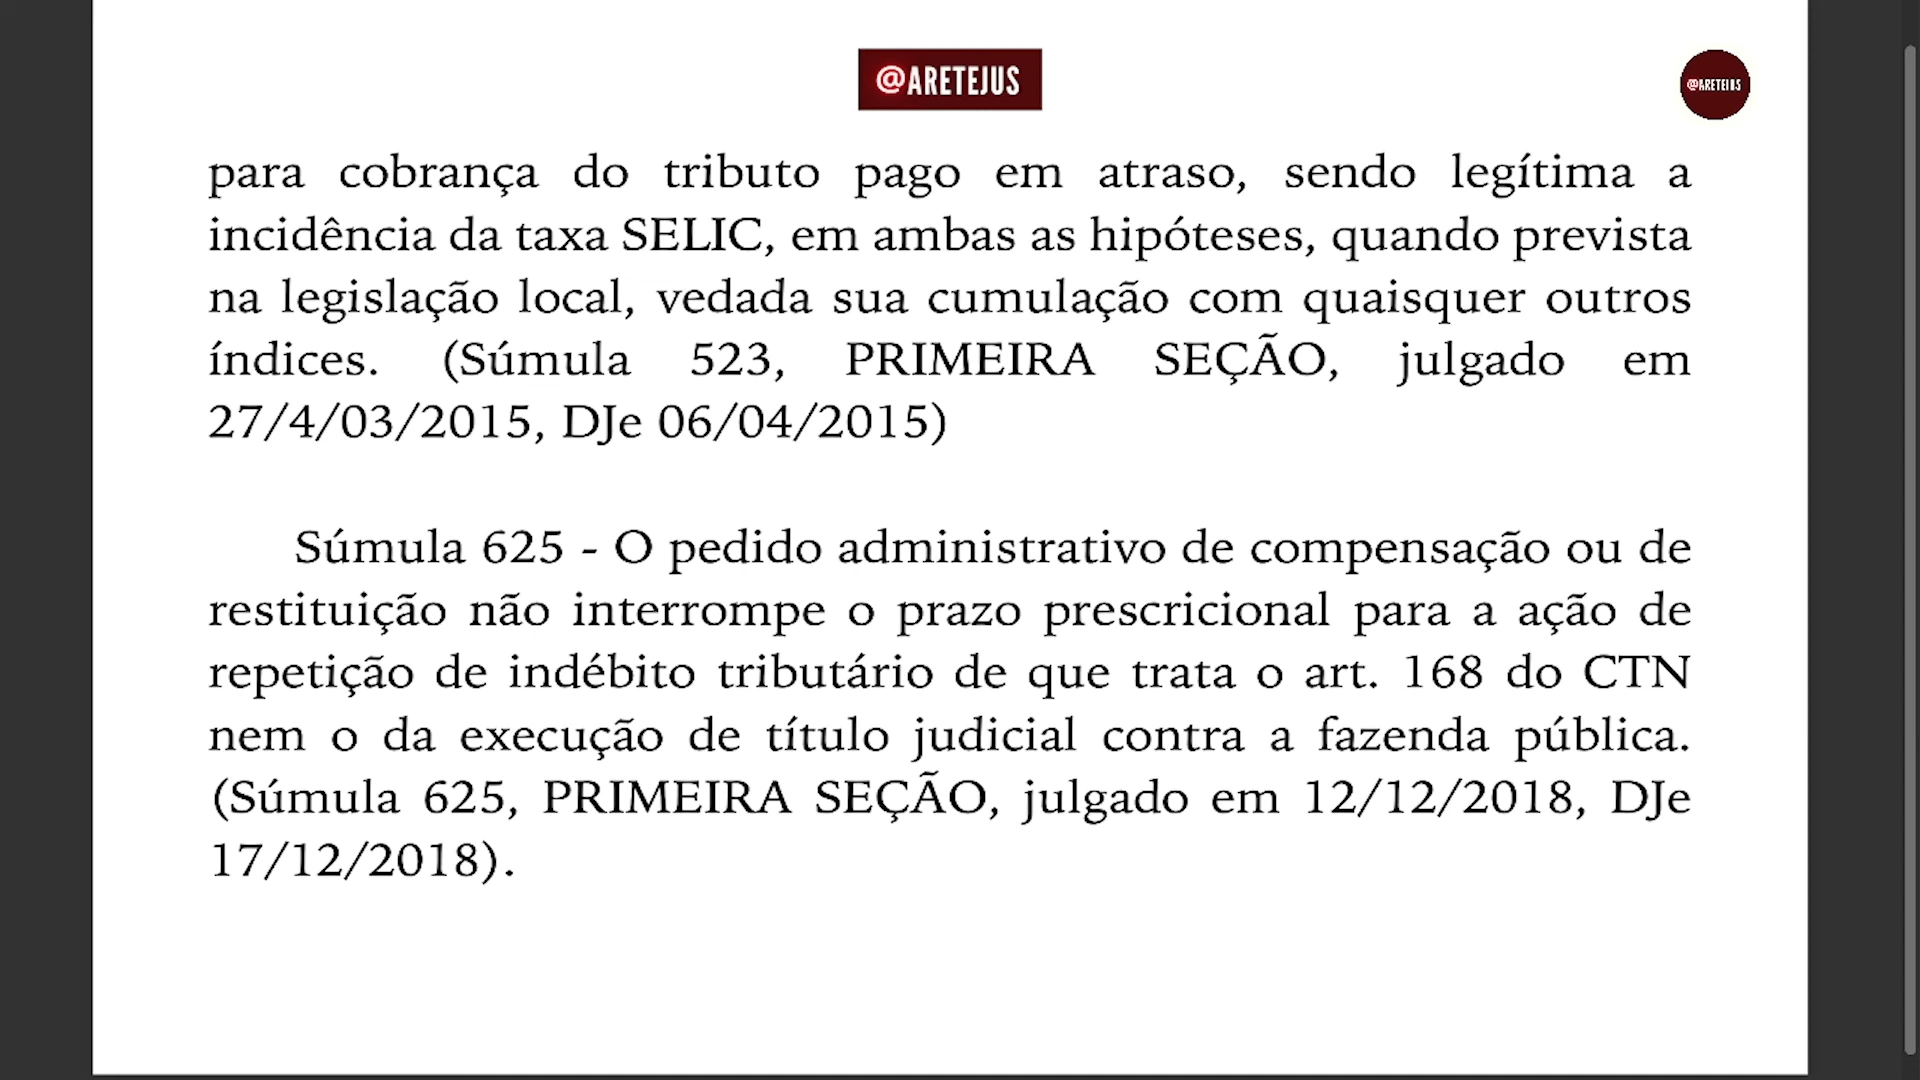 @ARETEJUS
@ARETEJUS
para cobrança do tributo pago em atraso, sendo legítima a
incidência da taxa SELIC, em ambas as hipóteses, quando prevista
na legislação local, vedada sua cumulação com quaisquer outros
índices. (Súmula 523, PRIMEIRA SEÇÃO, julgado em
27/4/03/2015, DJe 06/04/2015)
Súmula 625 - O pedido administrativo de compensação ou de
restituição não interrompe o prazo prescricional para a ação de
repetição de indébito tributário de que trata o art. 168 do CTN
nem o da execução de título judicial contra a fazenda pública.
(Súmula 625, PRIMEIRA SEÇÃO, julgado em 12/12/2018, DJe
17/12/2018).